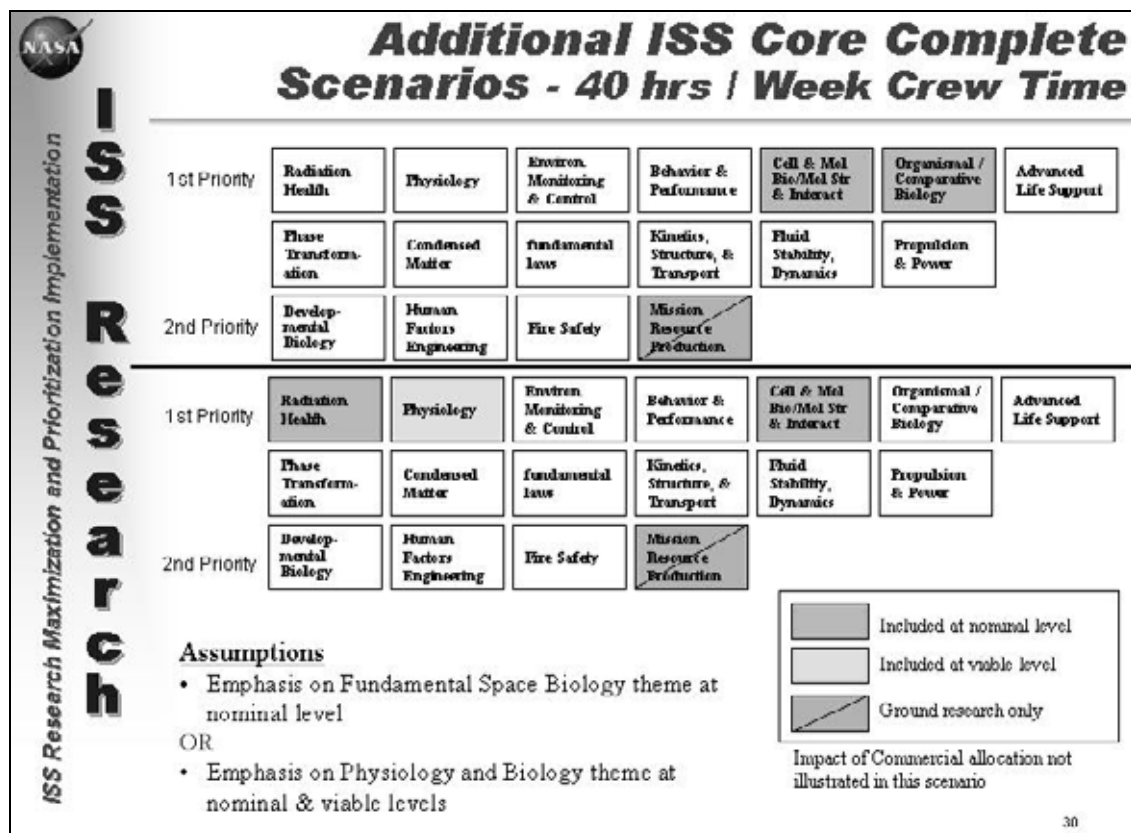 NASA
Additional ISS Core Complete
Scenarios - 40 hrs / Week Crew Time
ISS Research
ISS Research Maximization and Prioritization Implementation
1st Priority
Radiation
Health
Physiology
Environ.
Monitoring
& Control
Behavior &
Performance
Cell & Mol
Bio/Mol Str
& Interact
Organismal /
Comparative
Biology
Advanced
Life Support
Phase
Transform-
ation
Condensed
Matter
fundamental
laws
Kinetics,
Structure, &
Transport
Fluid
Stability,
Dynamics
Propulsion
& Power
2nd Priority
Develop-
mental
Biology
Human
Factors
Engineering
Fire Safety
Mission
Resource
Production
1st Priority
Radiation
Health
Physiology
Environ.
Monitoring
& Control
Behavior &
Performance
Cell & Mol
Bio/Mol Str
& Interact
Organismal /
Comparative
Biology
Advanced
Life Support
Phase
Transform-
ation
Condensed
Matter
fundamental
laws
Kinetics,
Structure, &
Transport
Fluid
Stability,
Dynamics
Propulsion
& Power
2nd Priority
Develop-
mental
Biology
Human
Factors
Engineering
Fire Safety
Mission
Resource
Production
Assumptions
• Emphasis on Fundamental Space Biology theme at
nominal level
OR
• Emphasis on Physiology and Biology theme at
nominal & viable levels
Included at nominal level
Included at viable level
Ground research only
Impact of Commercial allocation not
illustrated in this scenario
30